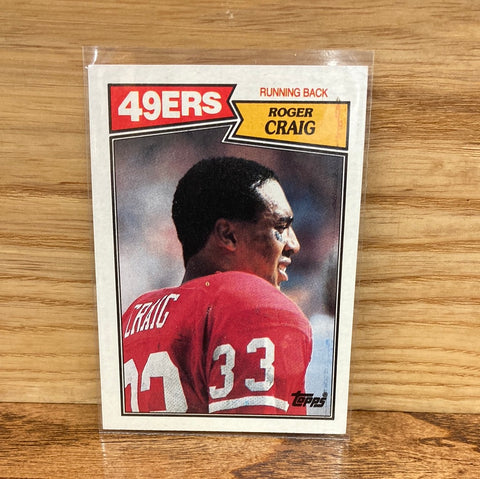 49ERS
RUNNING BACK
ROGER
CRAIG
CRAIG
33
33
Topps